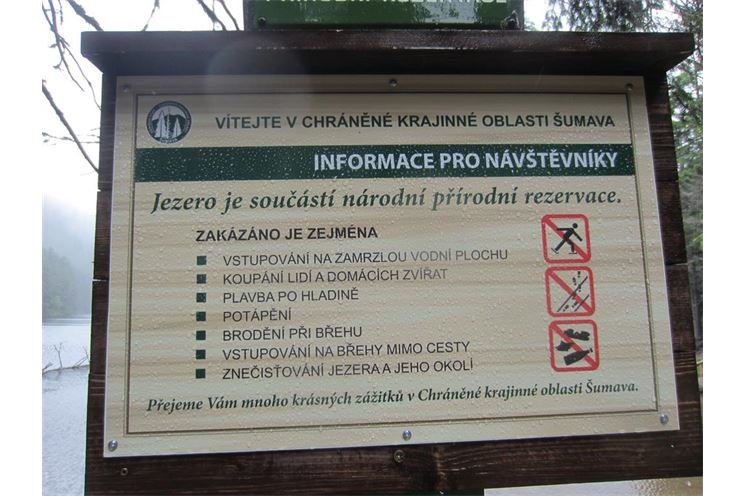 VÍTEJTE V CHRÁNĚNÉ KRAJINNÉ OBLASTI ŠUMAVA
INFORMACE PRO NÁVŠTĚVNÍKY
Jezero je součástí národní přírodní rezervace.
ZAKÁZÁNO JE ZEJMÉNA
VSTUPOVÁNÍ NA ZAMRZLOU VODNÍ PLOCHU
KOUPÁNÍ LIDÍ A DOMÁCÍCH ZVÍŘAT
PLAVBA PO HLADINĚ
POTÁPĚNÍ
BRODĚNÍ PŘI BŘEHU
VSTUPOVÁNÍ NA BŘEHY MIMO CESTY
ZNEČISŤOVÁNÍ JEZERA A JEHO OKOLÍ
Přejeme Vám mnoho krásných zážitků v Chráněné krajinné oblasti Šumava.